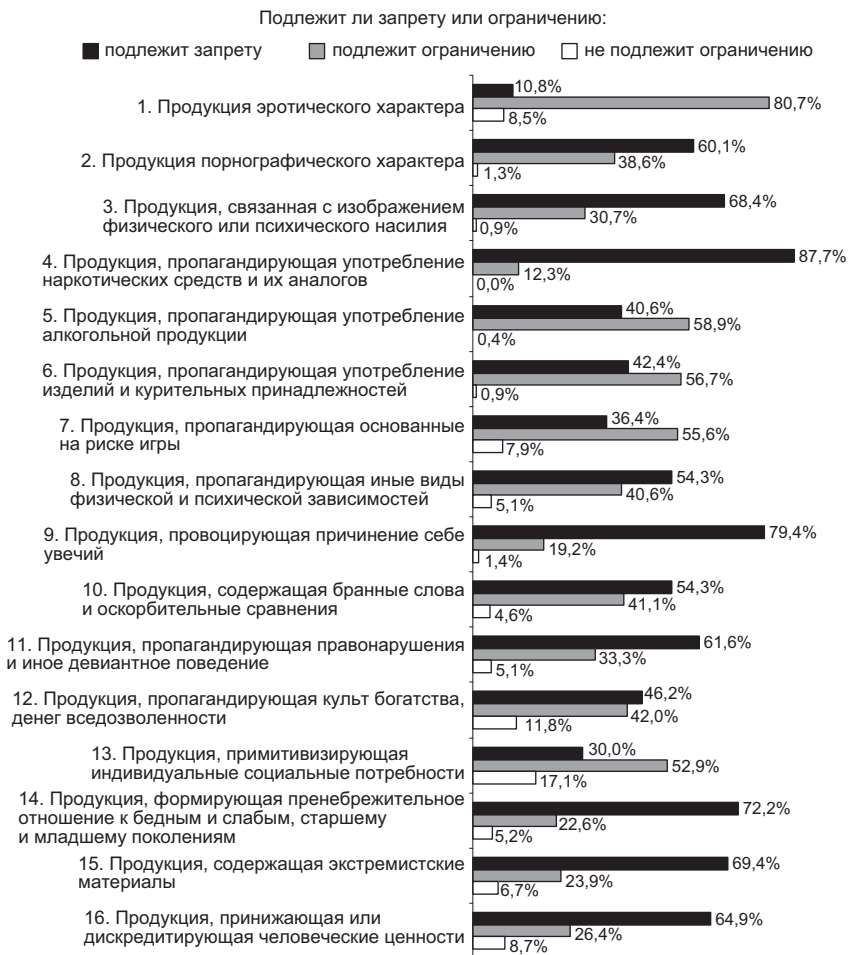 Подлежит ли запрету или ограничению:
подлежит запрету подлежит ограничению не подлежит ограничению
1. Продукция эротического характера
10,8%
80,7%
8,5%
2. Продукция порнографического характера
60,1%
38,6%
1,3%
3. Продукция, связанная с изображением
физического или психического насилия
68,4%
30,7%
0,9%
4. Продукция, пропагандирующая употребление
наркотических средств и их аналогов
87,7%
12,3%
0,0%
5. Продукция, пропагандирующая употребление
алкогольной продукции
40,6%
58,9%
0,4%
6. Продукция, пропагандирующая употребление
изделий и курительных принадлежностей
42,4%
56,7%
0,9%
7. Продукция, пропагандирующая основанные
на риске игры
36,4%
55,6%
7,9%
8. Продукция, пропагандирующая иные виды
физической и психической зависимостей
54,3%
40,6%
5,1%
9. Продукция, провоцирующая причинение себе
увечий
79,4%
19,2%
1,4%
10. Продукция, содержащая бранные слова
и оскорбительные сравнения
54,3%
41,1%
4,6%
11. Продукция, пропагандирующая правонарушения
и иное девиантное поведение
61,6%
33,3%
5,1%
12. Продукция, пропагандирующая культ богатства,
денег вседозволенности
46,2%
42,0%
11,8%
13. Продукция, примитивизирующая
индивидуальные социальные потребности
30,0%
52,9%
17,1%
14. Продукция, формирующая пренебрежительное
отношение к бедным и слабым, старшему
и младшему поколениям
72,2%
22,6%
5,2%
15. Продукция, содержащая экстремистские
материалы
69,4%
23,9%
6,7%
16. Продукция, принижающая или
дискредитирующая человеческие ценности
64,9%
26,4%
8,7%